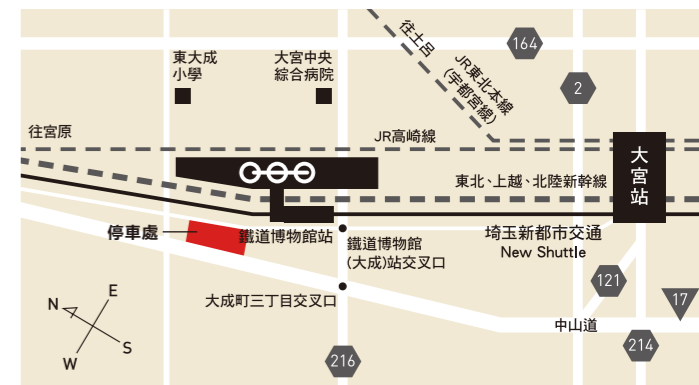 164
東大成
小學
大宮中央
綜合病院
往土呂
JR東北本線
(宇都宮線)
2
往宮原
JR高崎線
大宮站
東北、上越、北陸新幹線
停車處
鐵道博物館站
鐵道博物館
(大成)站交叉口
埼玉新都市交通
New Shuttle
大成町三丁目交叉口
121
17
中山道
214
216
N
E
S
W